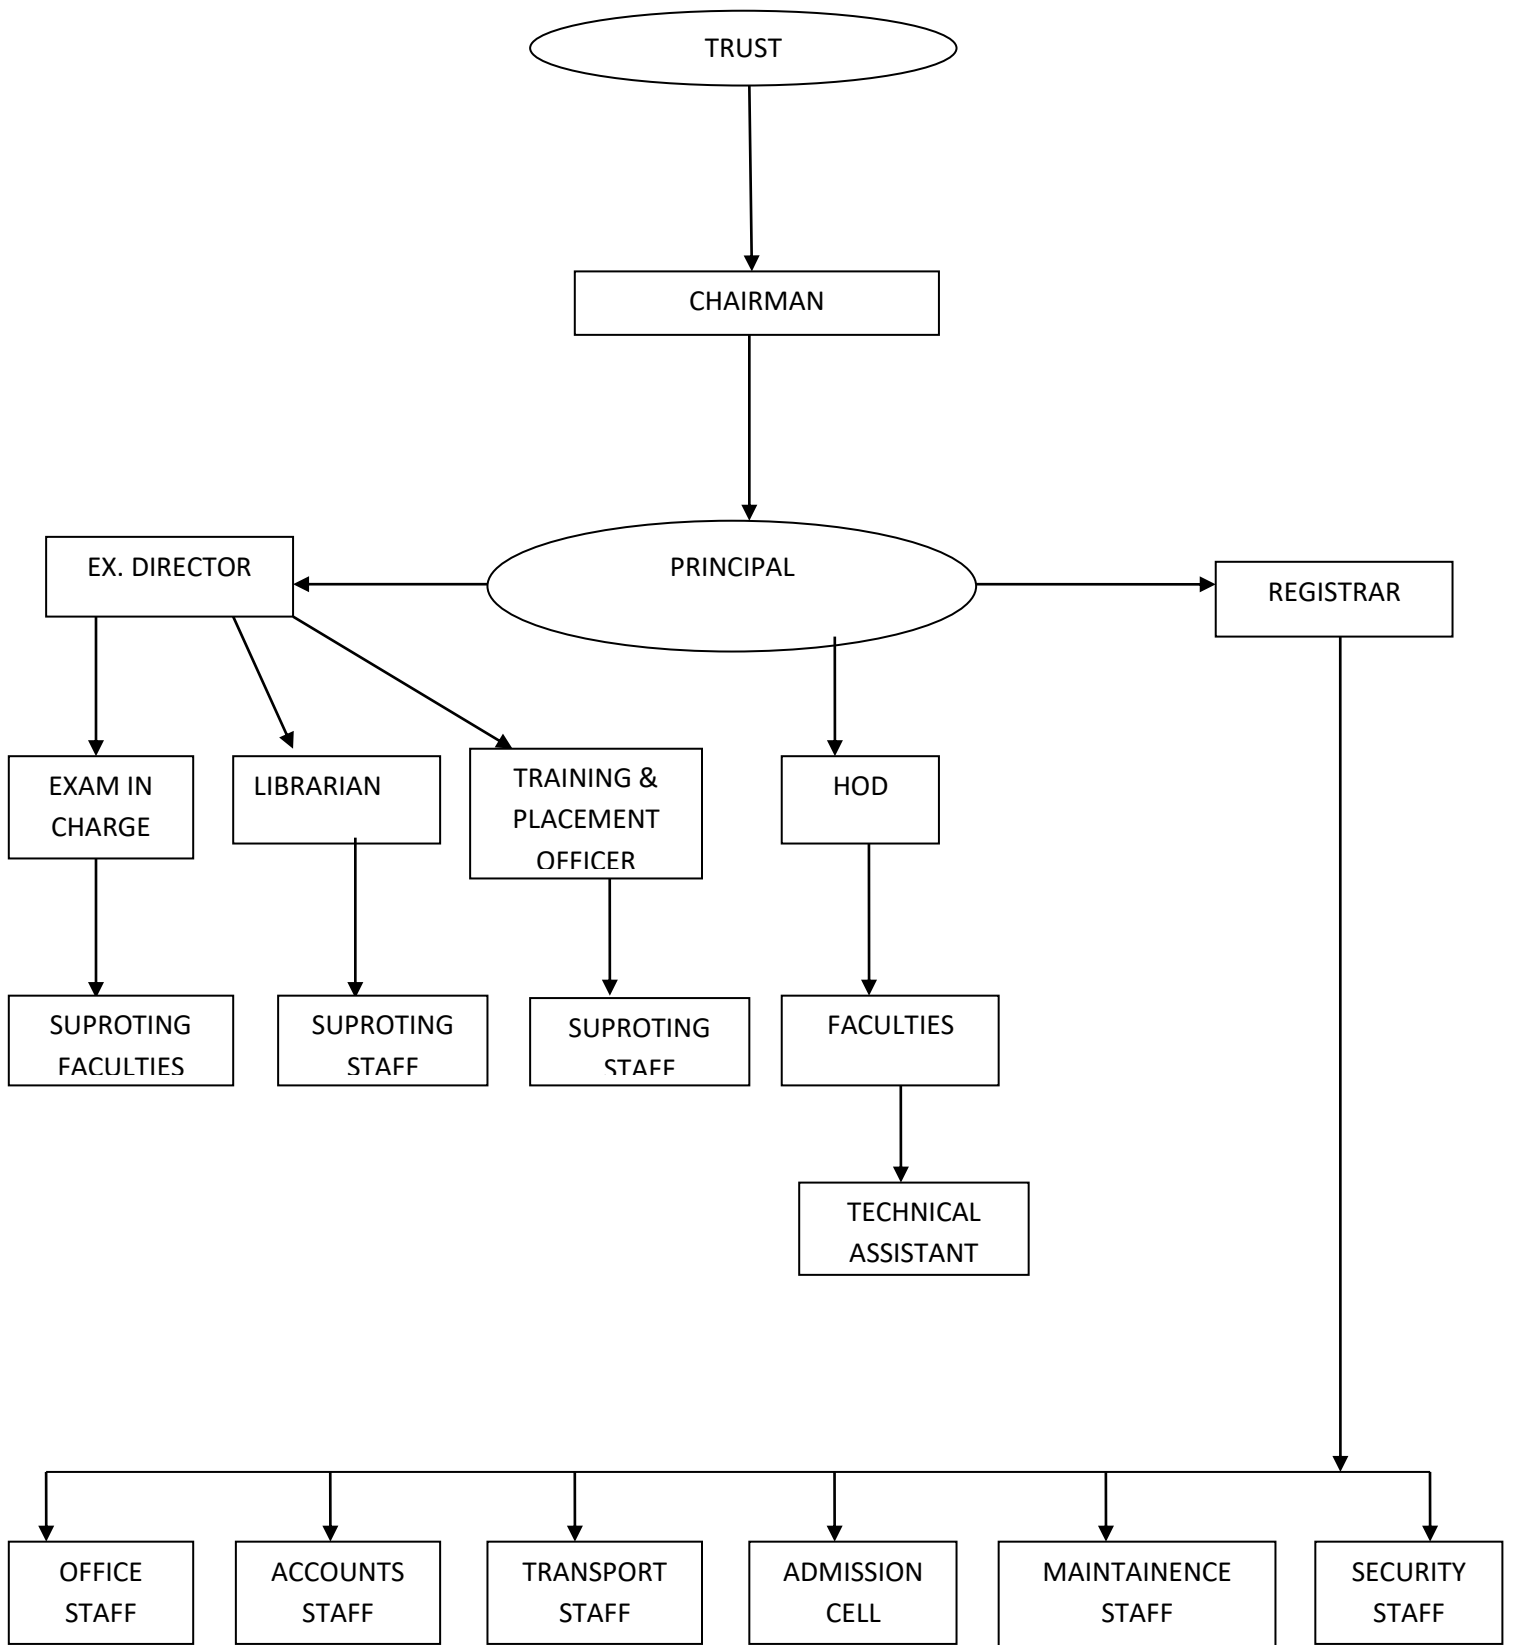 TRUST
CHAIRMAN
EX. DIRECTOR
PRINCIPAL
REGISTRAR
EXAM IN
CHARGE
LIBRARIAN
TRAINING &
PLACEMENT
OFFICER
HOD
SUPROTING
FACULTIES
SUPROTING
STAFF
SUPROTING
STAFF
FACULTIES
TECHNICAL
ASSISTANT
OFFICE
STAFF
ACCOUNTS
STAFF
TRANSPORT
STAFF
ADMISSION
CELL
MAINTAINENCE
STAFF
SECURITY
STAFF